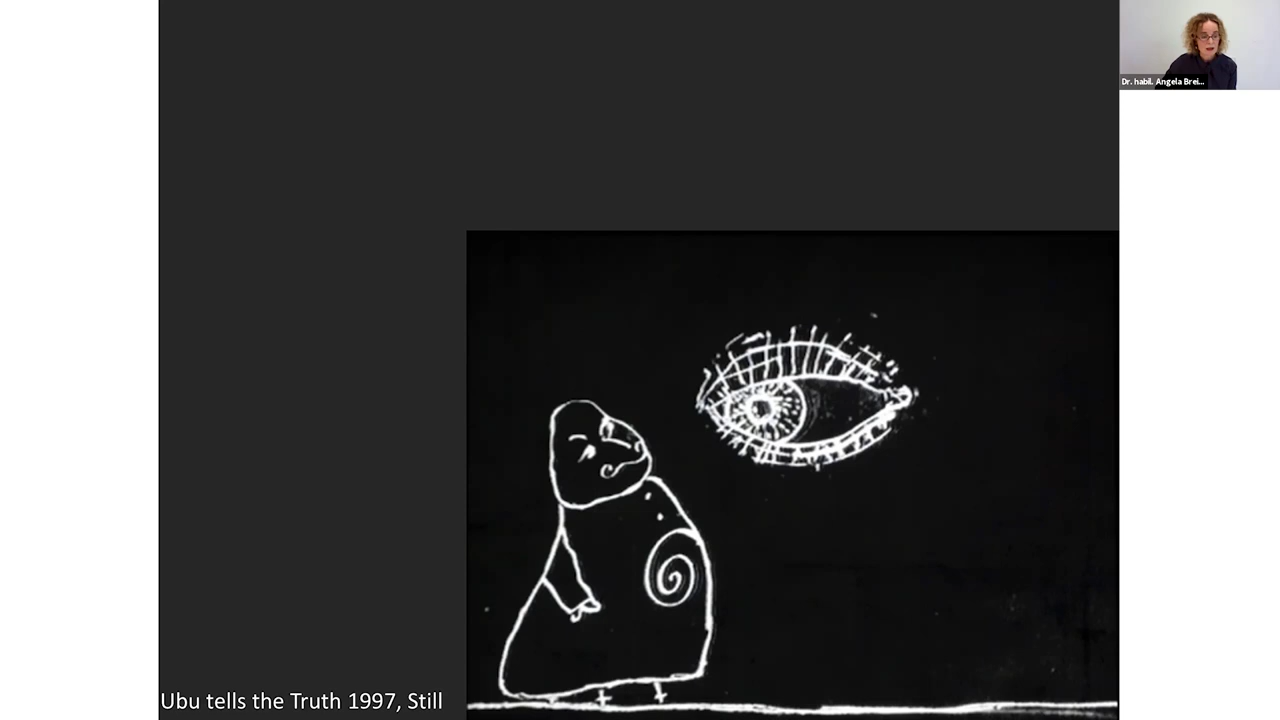 Dr. habil. Angela Brei...
Ubu tells the Truth 1997, Still